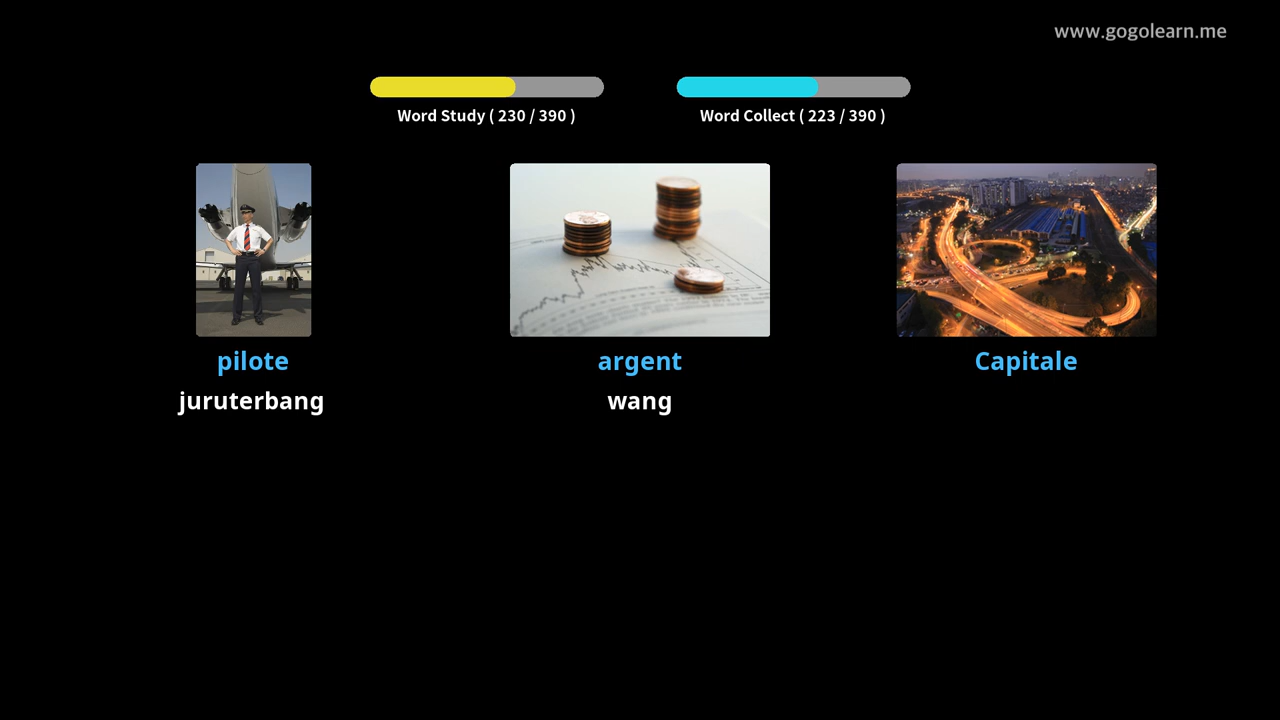 www.gogolearn.me
Word Study ( 230 / 390 )
Word Collect ( 223 / 390 )
pilote
argent
Capitale
juruterbang
wang